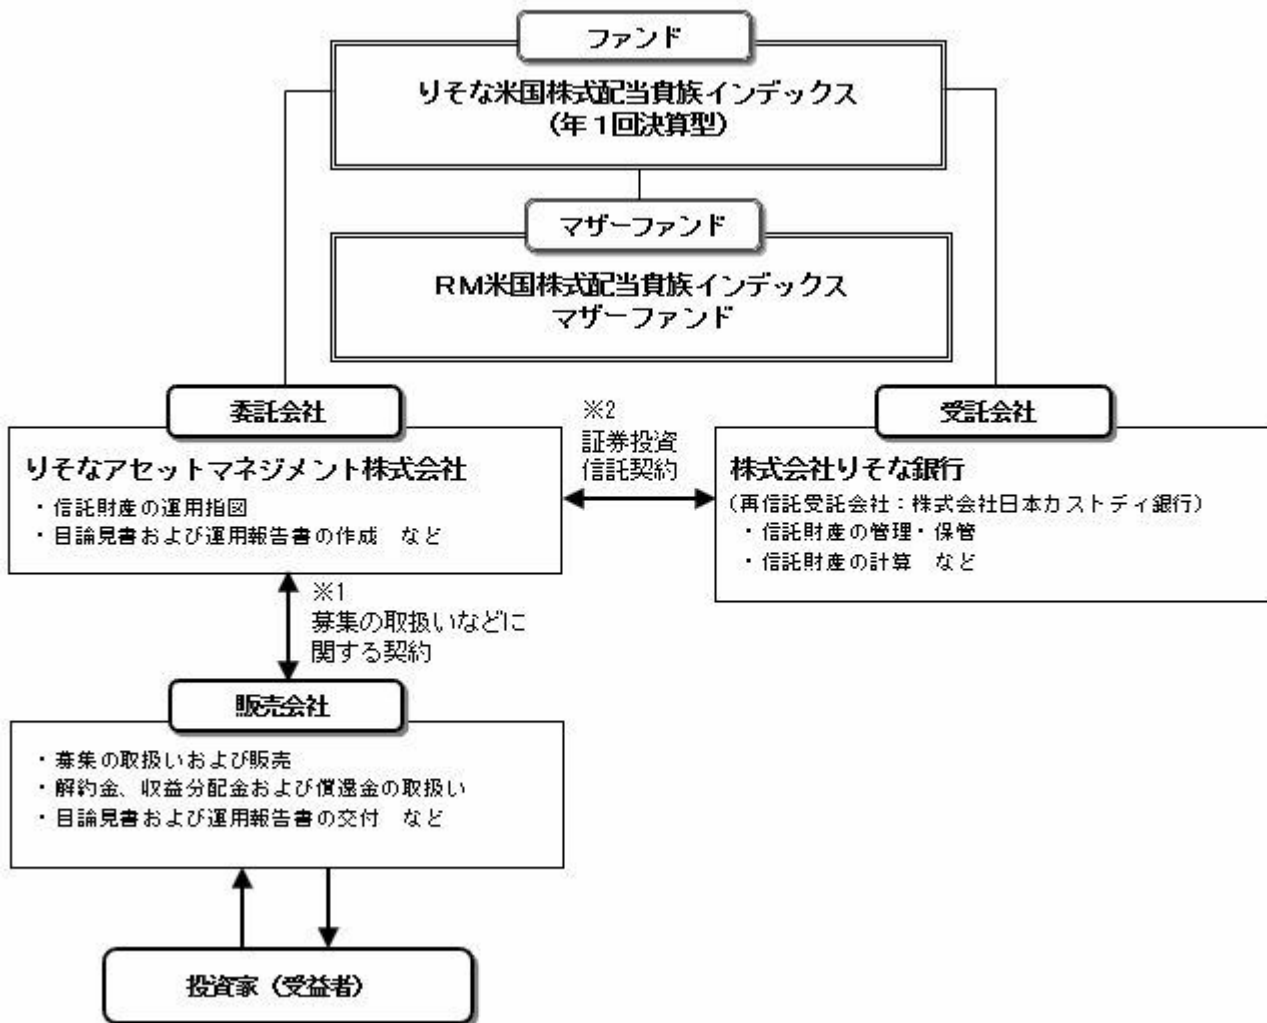 ファンド
りそな米国株式配当貴族インデックス
（年１回決算型）
マザーファンド
ＲＭ米国株式配当貴族インデックス
マザーファンド
委託会社
りそなアセットマネジメント株式会社
・信託財産の運用指図
・目論見書および運用報告書の作成　など
※2
証券投資
信託契約
受託会社
株式会社りそな銀行
（再信託受託会社：株式会社日本カストディ銀行）
・信託財産の管理・保管
・信託財産の計算　など
※1
募集の取扱いなどに
関する契約
販売会社
・募集の取扱いおよび販売
・解約金、収益分配金および償還金の取扱い
・目論見書および運用報告書の交付　など
投資家（受益者）